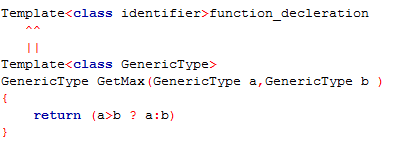 Template<class identifier>function_decleration
^^
||
Template<class GenericType>
GenericType GetMax(GenericType a,GenericType b )
{
return (a>b ? a:b)
}